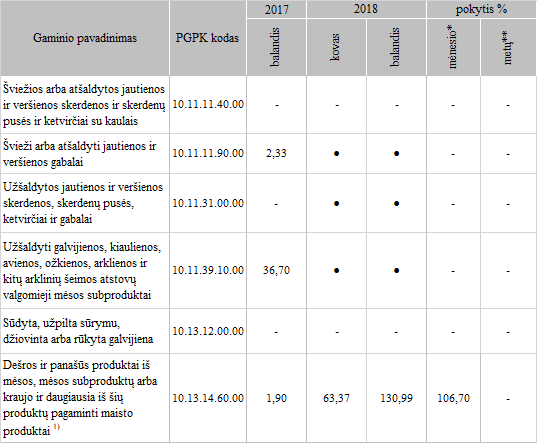 Gaminio pavadinimas PGPK kodas 2017 2018 pokytis %
balandis kovas balandis mėnesio* metų**
Šviežios arba atšaldytos jautienos
ir veršienos skerdenos ir skerdenų
pusės ir ketvirčiai su kaulais
10.11.11.40.00 - - - - -
Švieži arba atšaldyti jautienos ir
veršienos gabalai
10.11.11.90.00 2,33 ● ● - -
Užšaldytos jautienos ir veršienos
skerdenos, skerdenų pusės,
ketvirčiai ir gabalai
10.11.31.00.00 - ● ● - -
Užšaldyti galvijienos, kiaulienos,
avienos, ožkienos, arklienos ir
kitų arklinių šeimos atstovų
valgomieji mėsos subproduktai
10.11.39.10.00 36,70 ● ● - -
Sūdyta, užpilta sūrymu,
džiovinta arba rūkyta galvijiena
10.13.12.00.00 - - - - -
Dešros ir panašūs produktai iš
mėsos, mėsos subproduktų arba
kraujo ir daugiausia iš šių
produktų pagaminti maisto
produktai 1)
10.13.14.60.00 1,90 63,37 130,99 106,70 -